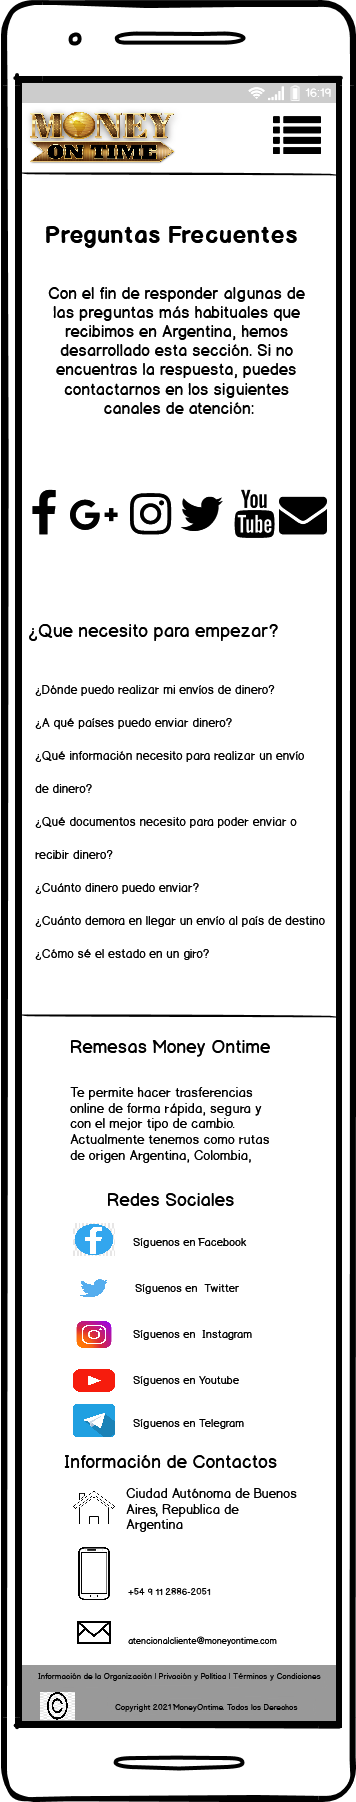 16:19
MONEY
ON TIME
Preguntas Frecuentes
Con el fin de responder algunas de
las preguntas más habituales que
recibimos en Argentina, hemos
desarrollado esta sección. Si no
encuentras la respuesta, puedes
contactarnos en los siguientes
canales de atención:
You
Tube
¿Que necesito para empezar?
¿Dónde puedo realizar mi envíos de dinero?
¿A qué países puedo enviar dinero?
¿Qué información necesito para realizar un envío
de dinero?
¿Qué documentos necesito para poder enviar o
recibir dinero?
¿Cuánto dinero puedo enviar?
¿Cuánto demora en llegar un envío al país de destino
¿Cómo sé el estado en un giro?
Remesas Money Ontime
Te permite hacer trasferencias
online de forma rápida, segura y
con el mejor tipo de cambio.
Actualmente tenemos como rutas
de origen Argentina, Colombia,
Redes Sociales
Síguenos en Facebook
Síguenos en Twitter
Síguenos en Instagram
Síguenos en Youtube
Síguenos en Telegram
Información de Contactos
Ciudad Autónoma de Buenos
Aires, Republica de
Argentina
+54 9 11 2886-2051
atencionalcliente@moneyontime.com
Información de la Organización | Privación y Política | Términos y Condiciones
© Copyright 2021 MoneyOntime. Todos los Derechos